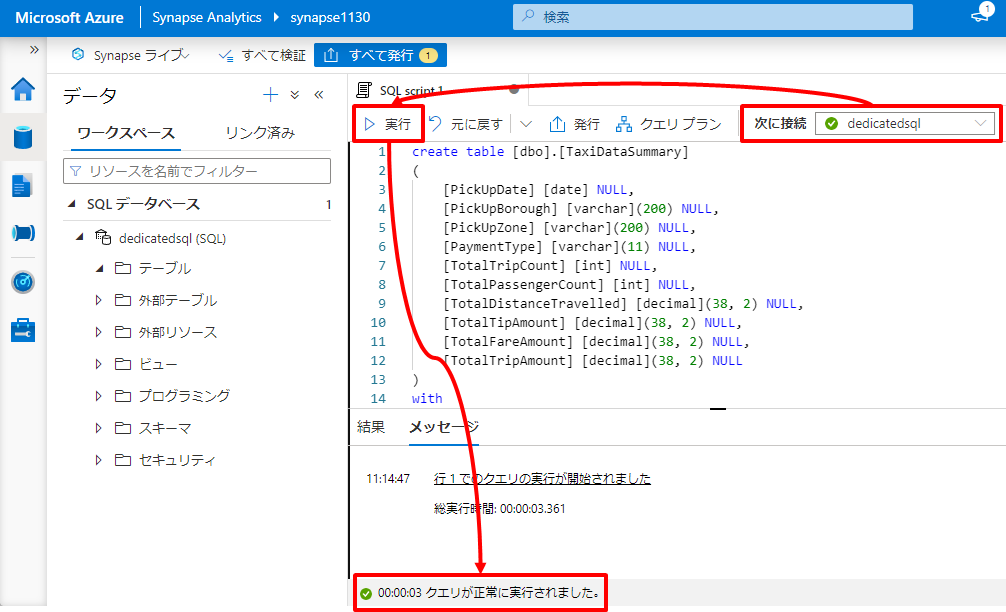 Microsoft Azure
Synapse Analytics
synapse1130
検索
1
Synapse ライブ
すべて検証
すべて発行
1
データ
ワークスペース
リンク済み
リソースを名前でフィルター
SQL データベース
1
dedicatedsql (SQL)
テーブル
外部テーブル
外部リソース
ビュー
プログラミング
スキーマ
セキュリティ
SQL script 1
実行
元に戻す
発行
クエリ プラン
次に接続
dedicatedsql
1 create table [dbo].[TaxiDataSummary]
2 (
3 [PickUpDate] [date] NULL,
4 [PickUpBorough] [varchar](200) NULL,
5 [PickUpZone] [varchar](200) NULL,
6 [PaymentType] [varchar](11) NULL,
7 [TotalTripCount] [int] NULL,
8 [TotalPassengerCount] [int] NULL,
9 [TotalDistanceTravelled] [decimal](38, 2) NULL,
10 [TotalTipAmount] [decimal](38, 2) NULL,
11 [TotalFareAmount] [decimal](38, 2) NULL,
12 [TotalTripAmount] [decimal](38, 2) NULL
13 )
14 with
結果
メッセージ
11:14:47 行 1 でのクエリの実行が開始されました
総実行時間: 00:00:03.361
00:00:03 クエリが正常に実行されました。